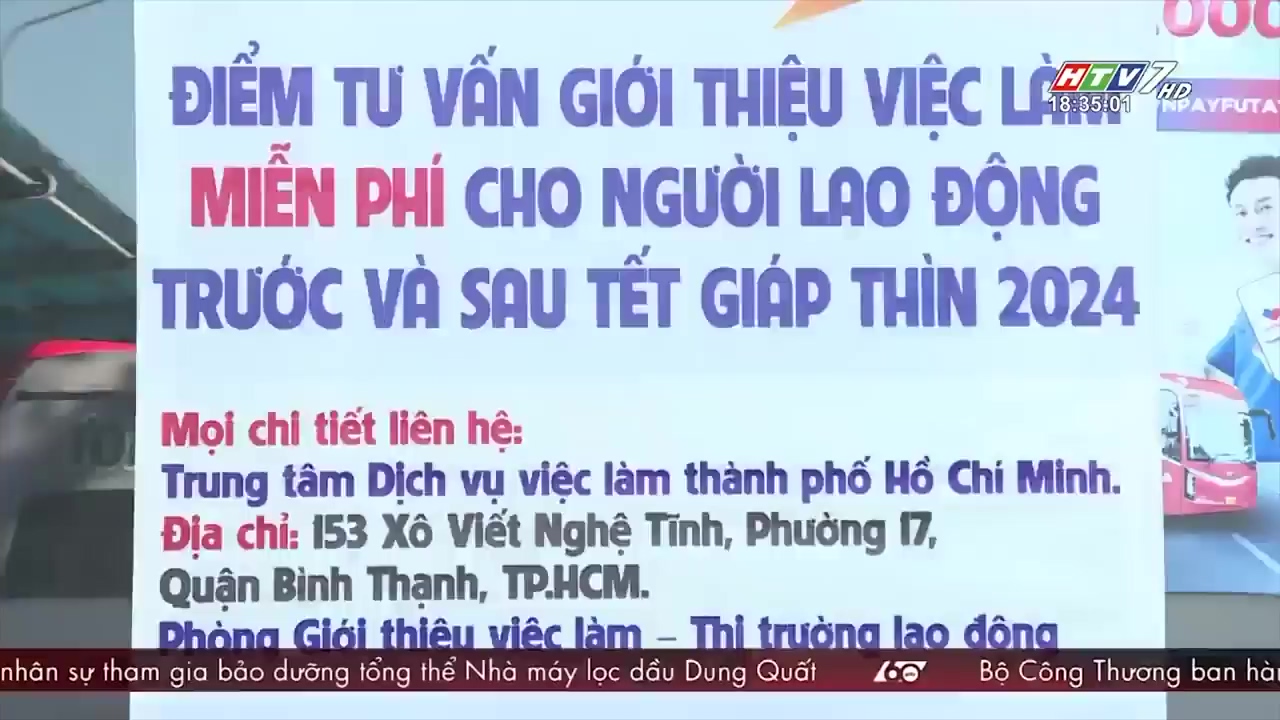 ĐIỂM TƯ VẤN GIỚI THIỆU VIỆC LÀM
MIỄN PHÍ CHO NGƯỜI LAO ĐỘNG
TRƯỚC VÀ SAU TẾT GIÁP THÌN 2024
Mọi chi tiết liên hệ:
Trung tâm Dịch vụ việc làm thành phố Hồ Chí Minh.
Địa chỉ: 153 Xô Viết Nghệ Tĩnh, Phường 17,
Quận Bình Thạnh, TP.HCM.
Phòng Giới thiệu việc làm – Thị trường lao động
HTV7 HD
18:35:01
nhân sự tham gia bảo dưỡng tổng thể Nhà máy lọc dầu Dung Quất
60 giây
Bộ Công Thương ban hàn